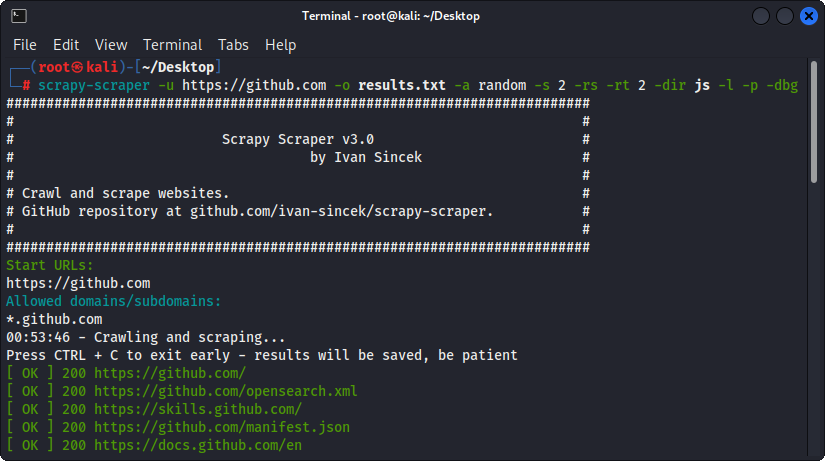 Terminal - root@kali: ~/Desktop
File Edit View Terminal Tabs Help
┌──(root㉿kali)-[~/Desktop]
└─# scrapy-scraper -u https://github.com -o results.txt -a random -s 2 -rs -rt 2 -dir js -l -p -dbg
#########################################################################
#                                                                       #
#                          Scrapy Scraper v3.0                          #
#                                     by Ivan Sincek                    #
#                                                                       #
# Crawl and scrape websites.                                            #
# GitHub repository at github.com/ivan-sincek/scrapy-scraper.           #
#                                                                       #
#########################################################################
Start URLs:
https://github.com
Allowed domains/subdomains:
*.github.com
00:53:46 - Crawling and scraping...
Press CTRL + C to exit early - results will be saved, be patient
[ OK ] 200 https://github.com/
[ OK ] 200 https://github.com/opensearch.xml
[ OK ] 200 https://skills.github.com/
[ OK ] 200 https://github.com/manifest.json
[ OK ] 200 https://docs.github.com/en